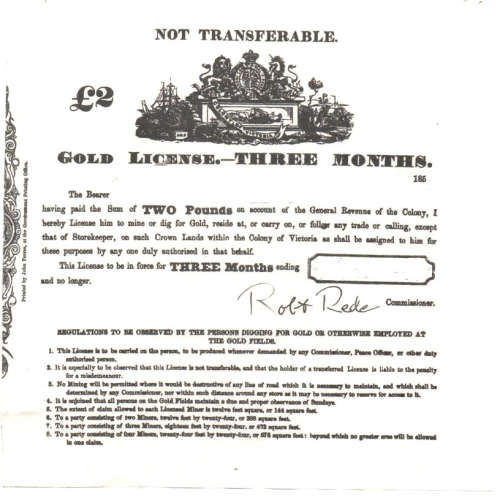 NOT TRANSFERABLE.
£2
VICTORIA
GOLD LICENSE.—THREE MONTHS.
185
The Bearer
having paid the Sum of TWO Pounds on account of the General Revenue of the Colony, I
hereby License him to mine or dig for Gold, reside at, or carry on, or follow any trade or calling, except
that of Storekeeper, on such Crown Lands within the Colony of Victoria as shall be assigned to him for
these purposes by any one duly authorised in that behalf.
This License to be in force for THREE Months ending
and no longer.
Robt Rede Commissioner.
Printed by John Ferres, at the Government Printing Office.
REGULATIONS TO BE OBSERVED BY THE PERSONS DIGGING FOR GOLD OR OTHERWISE EMPLOYED AT
THE GOLD FIELDS.
1. This License is to be carried on the person, to be produced whenever demanded by any Commissioner, Peace Officer, or other duly
authorised person.
2. It is especially to be observed that this License is not transferable, and that the holder of a transferred License is liable to the penalty
for a misdemeanor.
3. No Mining will be permitted where it would be destructive of any line of road which it is necessary to maintain, and which shall be
determined by any Commissioner, nor within such distance around any store as it may be necessary to reserve for access to it.
4. It is enjoined that all persons on the Gold Fields maintain a due and proper observance of Sundays.
5. The extent of claim allowed to each Licensed Miner is twelve feet square, or 144 square feet.
6. To a party consisting of two Miners, twelve feet by twenty-four, or 288 square feet.
7. To a party consisting of three Miners, eighteen feet by twenty-four, or 432 square feet.
8. To a party consisting of four Miners, twenty-four feet by twenty-four, or 576 square feet: beyond which no greater area will be allowed
in one claim.